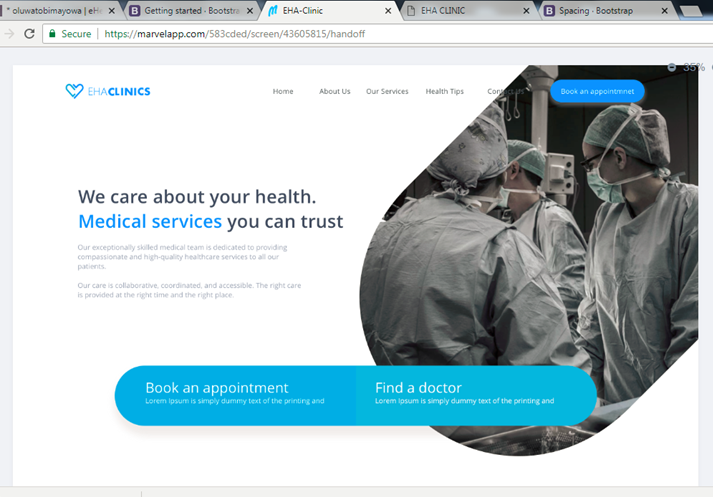 * oluwatobimayowa | eHe
Getting started · Bootstra
EHA-Clinic
EHA CLINIC
Spacing · Bootstrap
Secure
https://marvelapp.com/583cded/screen/43605815/handoff
35%
EHACLINICS
Home
About Us
Our Services
Health Tips
Contact Us
Book an appointmnet
We care about your health.
Medical services you can trust
Our exceptionally skilled medical team is dedicated to providing
compassionate and high-quality healthcare services to all our
patients.
Our care is collaborative, coordinated, and accessible. The right care
is provided at the right time and the right place.
Book an appointment
Lorem Ipsum is simply dummy text of the printing and
Find a doctor
Lorem Ipsum is simply dummy text of the printing and